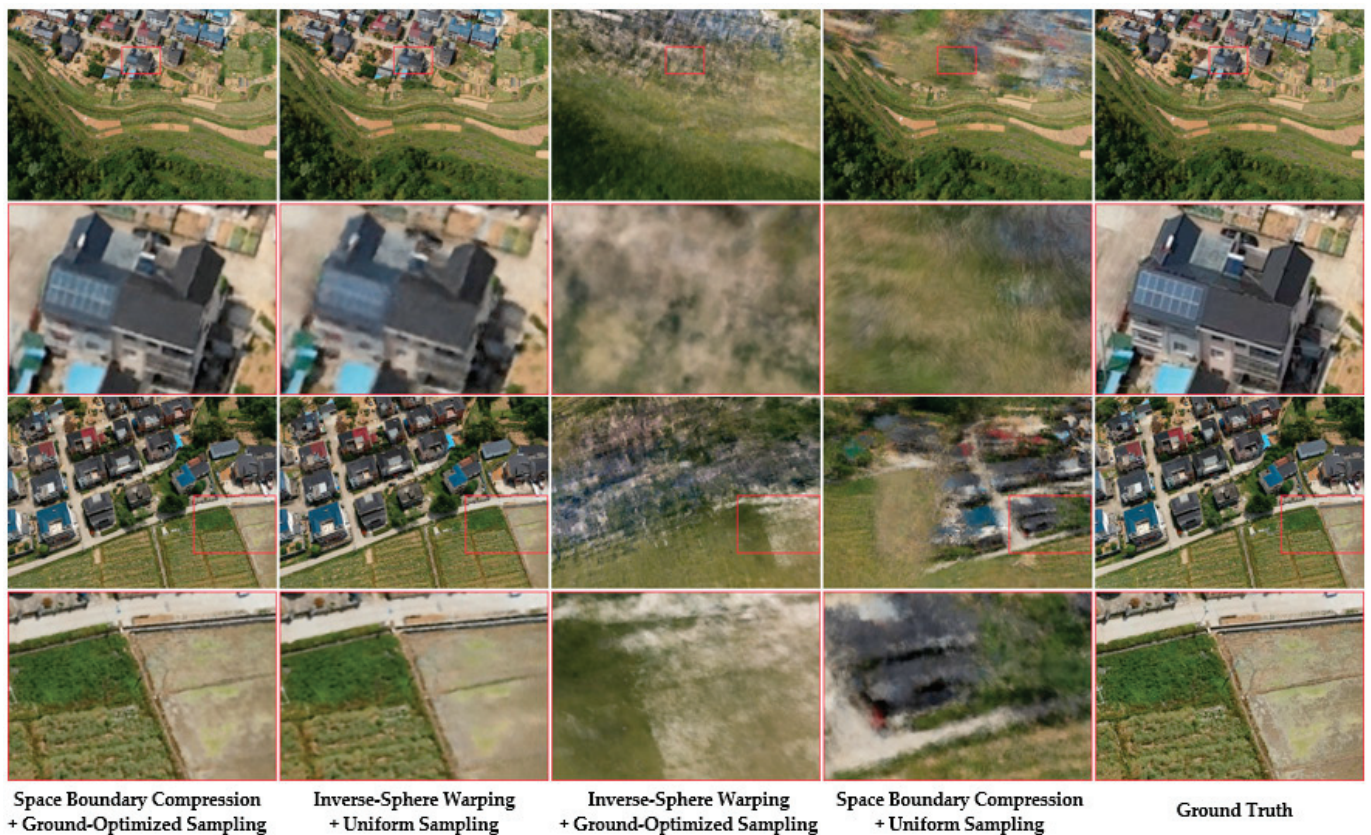 Space Boundary Compression
+ Ground-Optimized Sampling
Inverse-Sphere Warping
+ Uniform Sampling
Inverse-Sphere Warping
+ Ground-Optimized Sampling
Space Boundary Compression
+ Uniform Sampling
Ground Truth